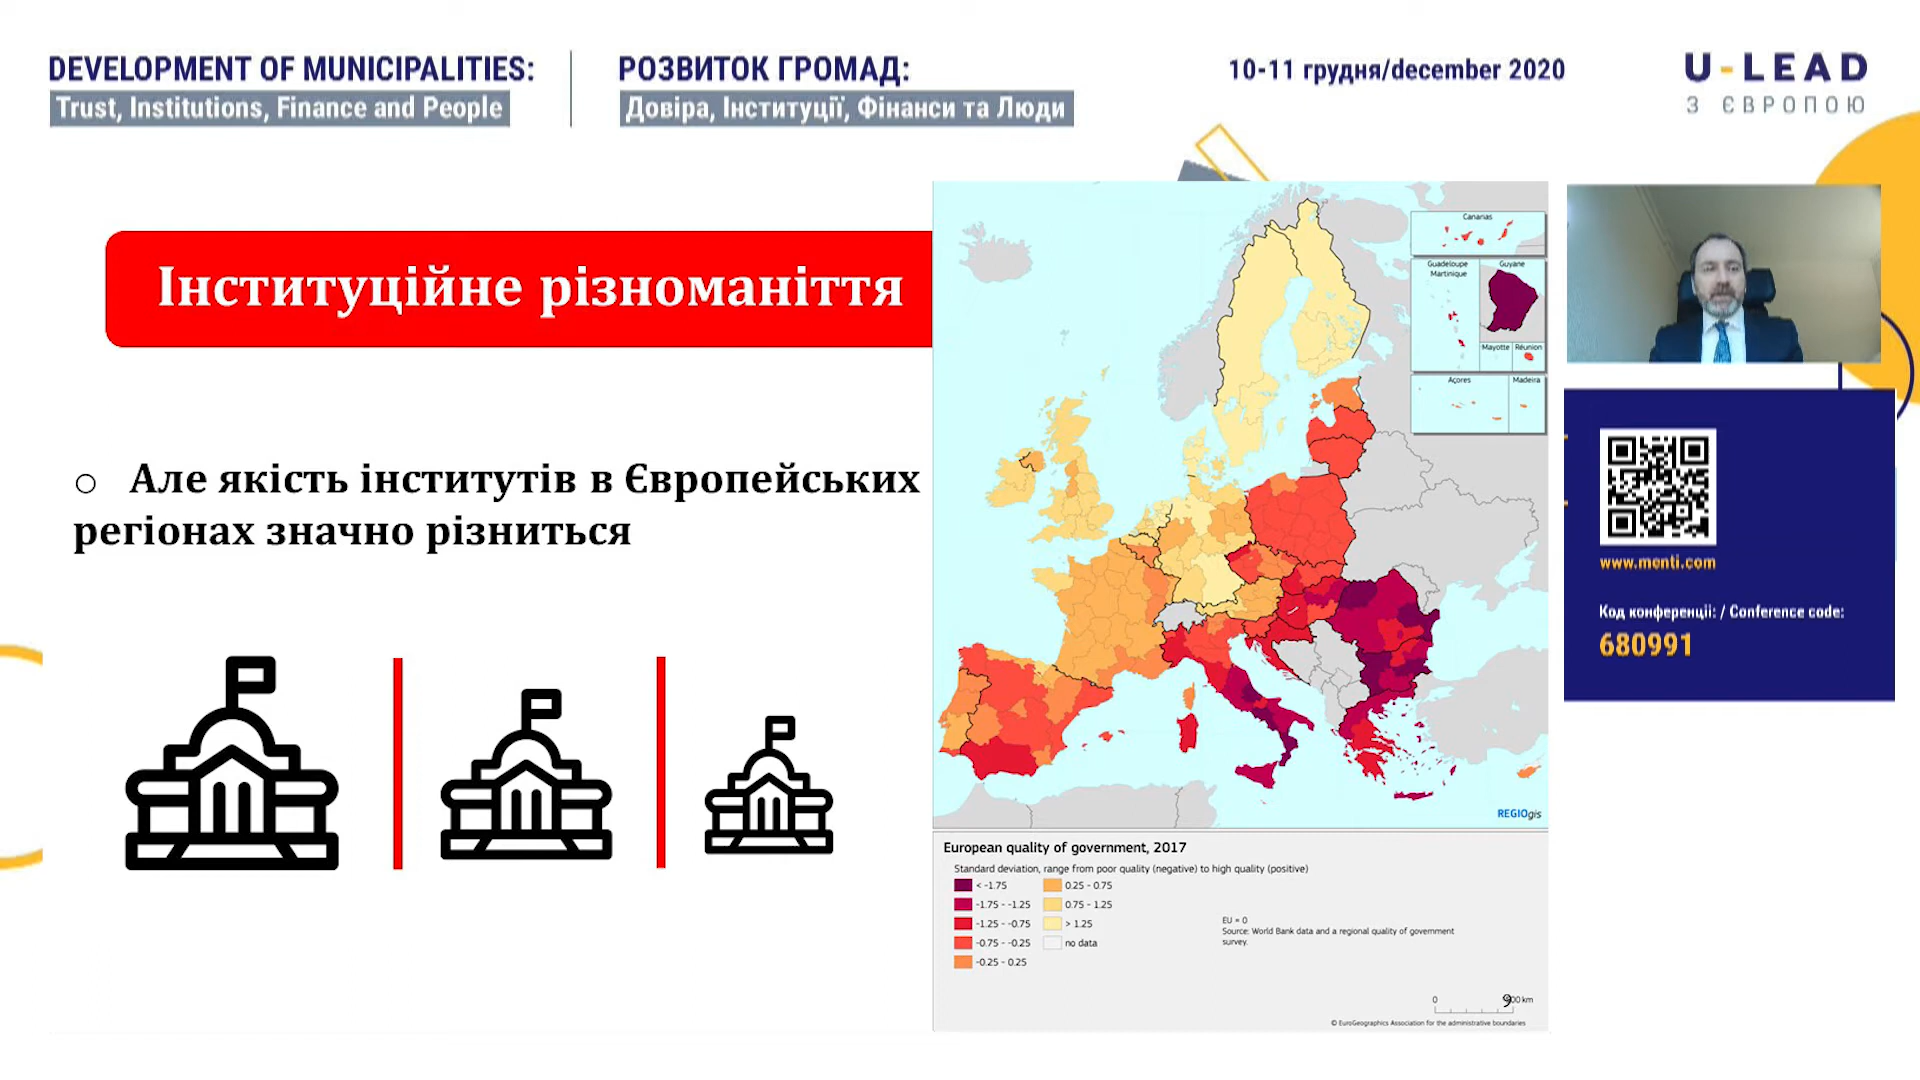 DEVELOPMENT OF MUNICIPALITIES:
Trust, Institutions, Finance and People
РОЗВИТОК ГРОМАД:
Довіра, Інституції, Фінанси та Люди
10-11 грудня/december 2020
U-LEAD
З ЄВРОПОЮ
Інституційне різноманіття
o Але якість інститутів в Європейських
регіонах значно різниться
Canarias
Guadeloupe
Martinique
Guyane
Mayotte
Réunion
Açores
Madeira
REGIOgis
European quality of government, 2017
Standard deviation, range from poor quality (negative) to high quality (positive)
< -1.75
-1.75 - -1.25
-1.25 - -0.75
-0.75 - -0.25
-0.25 - 0.25
0.25 - 0.75
0.75 - 1.25
> 1.25
no data
EU = 0
Source: World Bank data and a regional quality of government
survey.
0
km
9
© EuroGeographics Association for the administrative boundaries
www.menti.com
Код конференції: / Conference code:
680991